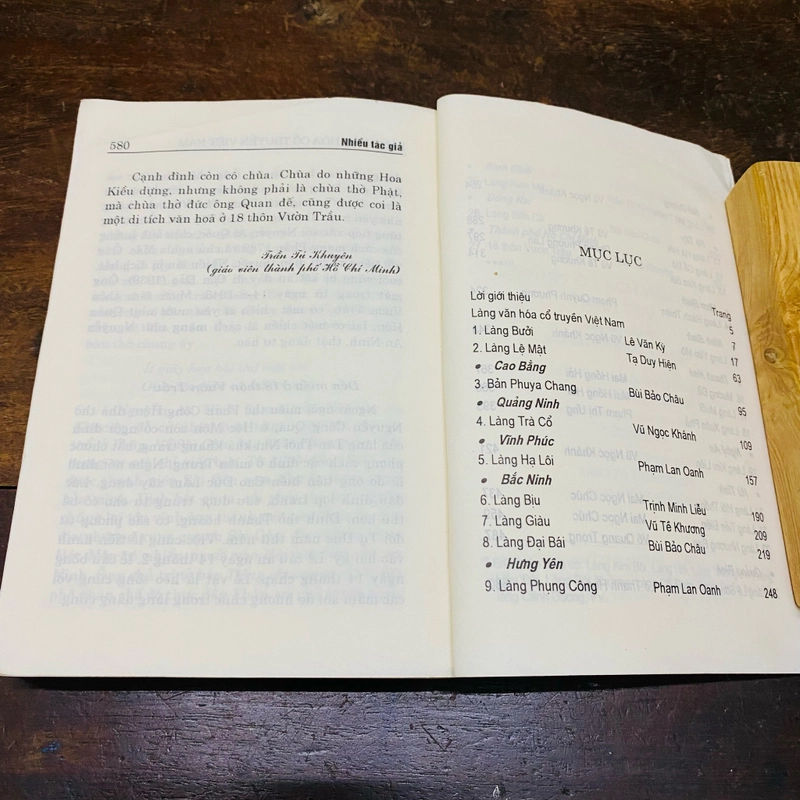 580
Nhiều tác giả
Cạnh đình còn có chùa. Chùa do những Hoa
Kiều dựng, nhưng không phải là chùa thờ Phật,
mà chùa thờ đức ông Quan đế, cũng được coi là
một di tích văn hoá ở 18 thôn Vườn Trầu.
Trần Tú Khuyên
(giáo viên thành phố Hồ Chí Minh)
MỤC LỤC
Trang
Lời giới thiệu 5
Làng văn hóa cổ truyền Việt Nam 7
1. Làng Bưởi Lê Văn Kỳ 17
2. Làng Lệ Mật Tạ Duy Hiện 63
• Cao Bằng
3. Bản Phuya Chang Bùi Bảo Châu 95
• Quảng Ninh
4. Làng Trà Cổ Vũ Ngọc Khánh 109
• Vĩnh Phúc
5. Làng Hạ Lôi Phạm Lan Oanh 157
• Bắc Ninh
6. Làng Bịu Trịnh Minh Liễu 190
7. Làng Giàu Vũ Tế Khương 209
8. Làng Đại Bái Bùi Bảo Châu 219
• Hưng Yên
9. Làng Phụng Công Phạm Lan Oanh 248